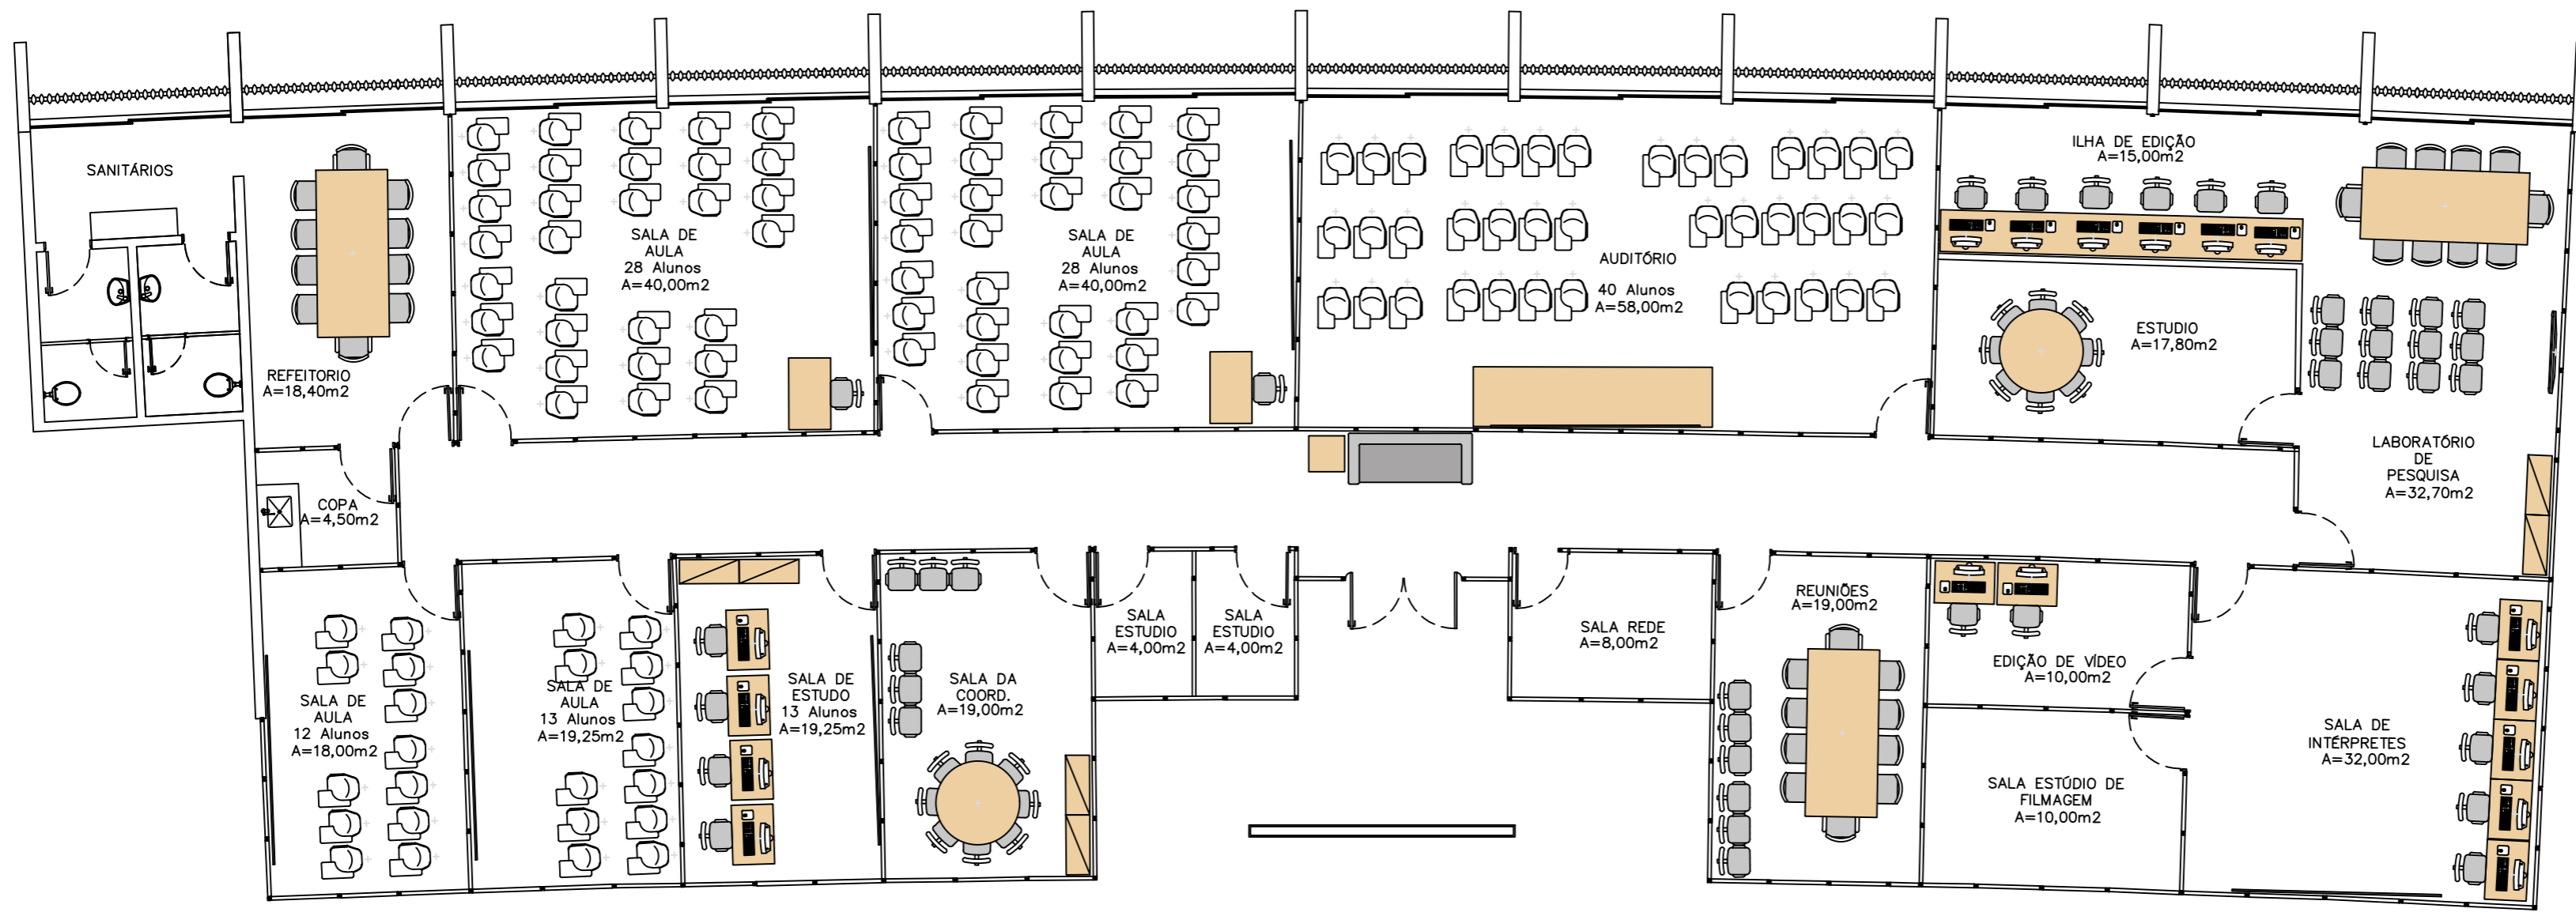 SANITÁRIOS
REFEITORIO
A=18,40m2
SALA DE
AULA
28 Alunos
A=40,00m2
SALA DE
AULA
28 Alunos
A=40,00m2
AUDITÓRIO
40 Alunos
A=58,00m2
ILHA DE EDIÇÃO
A=15,00m2
ESTUDIO
A=17,80m2
LABORATÓRIO
DE
PESQUISA
A=32,70m2
COPA
A=4,50m2
SALA DE
AULA
12 Alunos
A=18,00m2
SALA DE
AULA
13 Alunos
A=19,25m2
SALA DE
ESTUDO
13 Alunos
A=19,25m2
SALA DA
COORD.
A=19,00m2
SALA
ESTUDIO
A=4,00m2
SALA
ESTUDIO
A=4,00m2
SALA REDE
A=8,00m2
REUNIÕES
A=19,00m2
EDIÇÃO DE VÍDEO
A=10,00m2
SALA ESTÚDIO DE
FILMAGEM
A=10,00m2
SALA DE
INTÉRPRETES
A=32,00m2